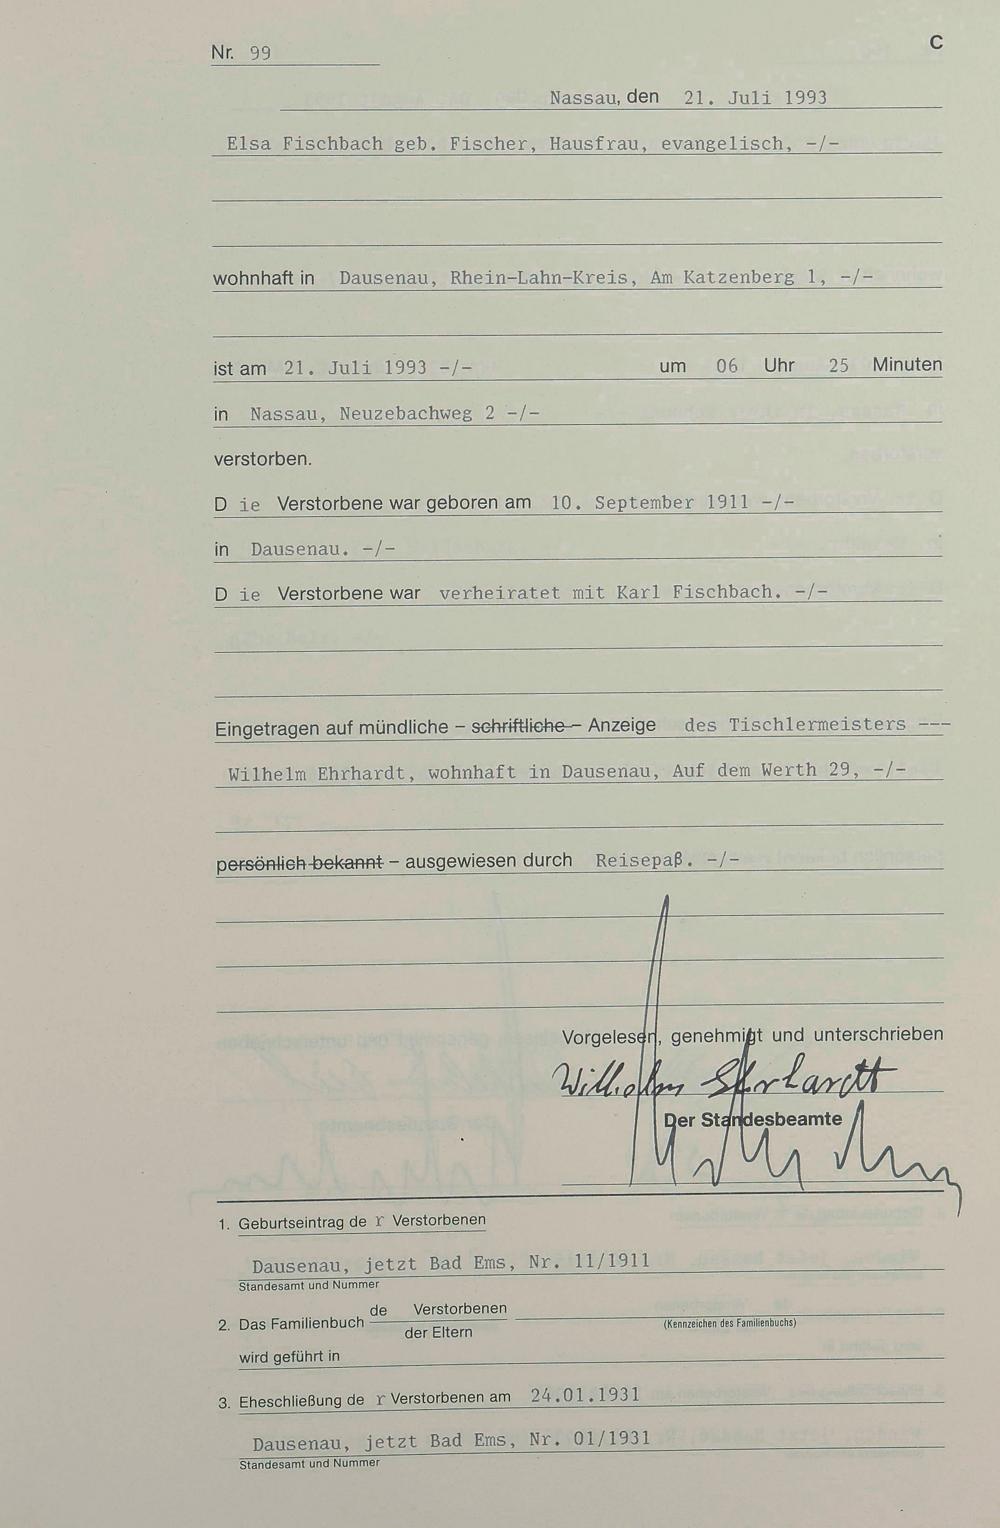 C
Nr. 99
Nassau, den 21. Juli 1993
Elsa Fischbach geb. Fischer, Hausfrau, evangelisch, -/-
wohnhaft in Dausenau, Rhein-Lahn-Kreis, Am Katzenberg 1, -/-
ist am 21. Juli 1993 -/- um 06 Uhr 25 Minuten
in Nassau, Neuzebachweg 2 -/-
verstorben.
D ie Verstorbene war geboren am 10. September 1911 -/-
in Dausenau. -/-
D ie Verstorbene war verheiratet mit Karl Fischbach. -/-
Eingetragen auf mündliche – schriftliche – Anzeige des Tischlermeisters ---
Wilhelm Ehrhardt, wohnhaft in Dausenau, Auf dem Werth 29, -/-
persönlich bekannt – ausgewiesen durch Reisepaß. -/-
Vorgelesen, genehmigt und unterschrieben
Wilhelm Ehrhardt
Der Standesbeamte
1. Geburtseintrag de r Verstorbenen
Dausenau, jetzt Bad Ems, Nr. 11/1911
Standesamt und Nummer
2. Das Familienbuch de Verstorbenen
der Eltern
(Kennzeichen des Familienbuchs)
wird geführt in
3. Eheschließung de r Verstorbenen am 24.01.1931
Dausenau, jetzt Bad Ems, Nr. 01/1931
Standesamt und Nummer